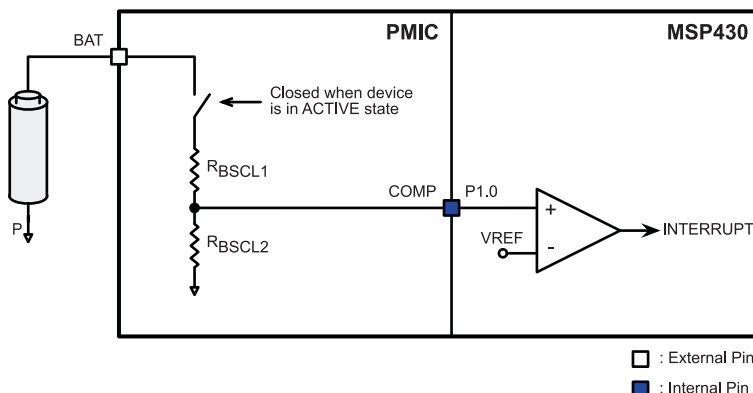 PMIC
MSP430
BAT
Closed when device
is in ACTIVE state
RBSCL1
COMP
P1.0
+
VREF
-
INTERRUPT
P
RBSCL2
: External Pin
: Internal Pin